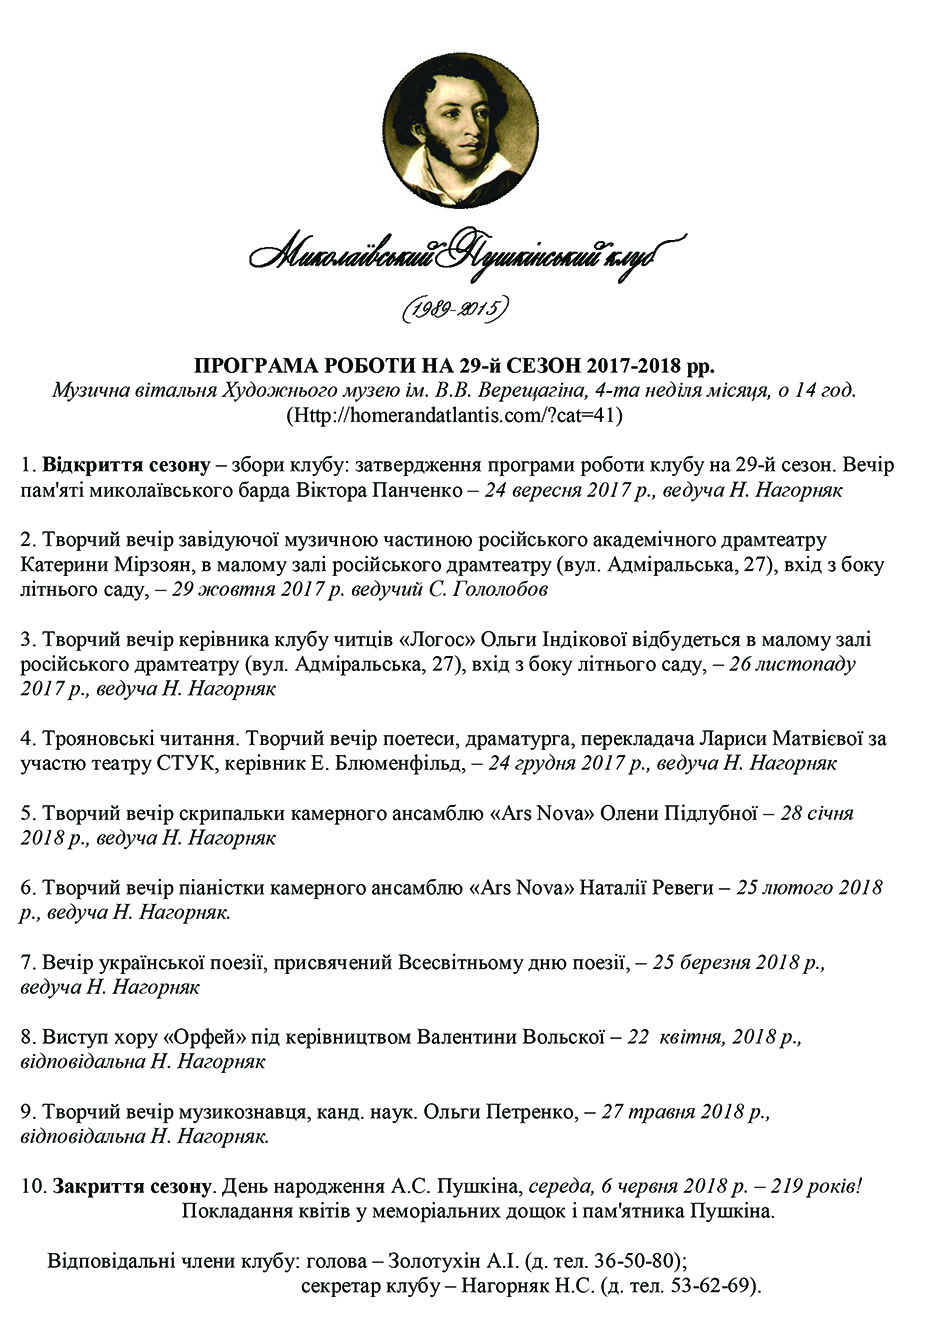 Миколаївський Пушкінський клуб
(1989-2015)
ПРОГРАМА РОБОТИ НА 29-й СЕЗОН 2017-2018 рр.
Музична вітальня Художнього музею ім. В.В. Верещагіна, 4-та неділя місяця, о 14 год.
(Http://homerandatlantis.com/?cat=41)
1. Відкриття сезону – збори клубу: затвердження програми роботи клубу на 29-й сезон. Вечір
пам'яті миколаївського барда Віктора Панченко – 24 вересня 2017 р., ведуча Н. Нагорняк
2. Творчий вечір завідуючої музичною частиною російського академічного драмтеатру
Катерини Мірзоян, в малому залі російського драмтеатру (вул. Адміральська, 27), вхід з боку
літнього саду, – 29 жовтня 2017 р. ведучий С. Гололобов
3. Творчий вечір керівника клубу читців «Логос» Ольги Індікової відбудеться в малому залі
російського драмтеатру (вул. Адміральська, 27), вхід з боку літнього саду, – 26 листопаду
2017 р., ведуча Н. Нагорняк
4. Трояновські читання. Творчий вечір поетеси, драматурга, перекладача Лариси Матвієвої за
участю театру СТУК, керівник Е. Блюменфільд, – 24 грудня 2017 р., ведуча Н. Нагорняк
5. Творчий вечір скрипальки камерного ансамблю «Ars Nova» Олени Підлубної – 28 січня
2018 р., ведуча Н. Нагорняк
6. Творчий вечір піаністки камерного ансамблю «Ars Nova» Наталії Ревеги – 25 лютого 2018
р., ведуча Н. Нагорняк.
7. Вечір української поезії, присвячений Всесвітньому дню поезії, – 25 березня 2018 р.,
ведуча Н. Нагорняк
8. Виступ хору «Орфей» під керівництвом Валентини Вольскої – 22 квітня, 2018 р.,
відповідальна Н. Нагорняк
9. Творчий вечір музикознавця, канд. наук. Ольги Петренко, – 27 травня 2018 р.,
відповідальна Н. Нагорняк.
10. Закриття сезону. День народження А.С. Пушкіна, середа, 6 червня 2018 р. – 219 років!
Покладання квітів у меморіальних дощок і пам'ятника Пушкіна.
Відповідальні члени клубу: голова – Золотухін А.І. (д. тел. 36-50-80);
секретар клубу – Нагорняк Н.С. (д. тел. 53-62-69).